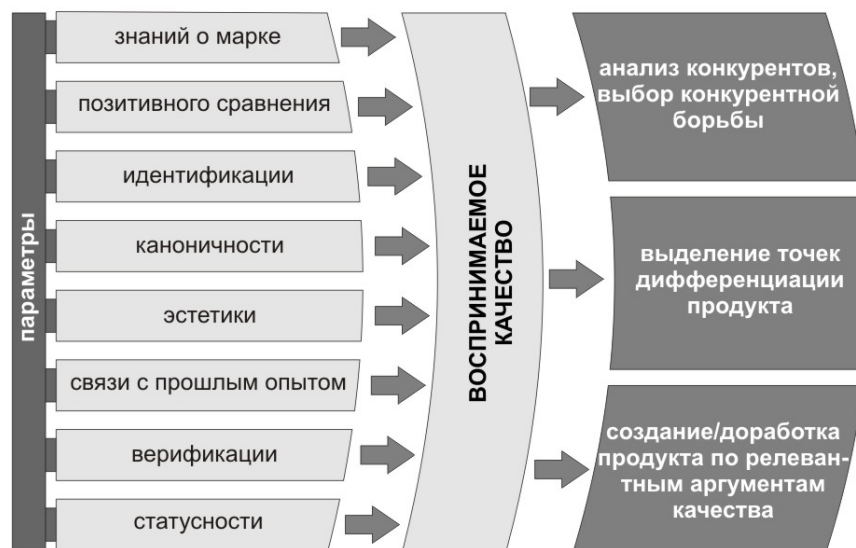 параметры
знаний о марке
позитивного сравнения
идентификации
каноничности
эстетики
связи с прошлым опытом
верификации
статусности
ВОСПРИНИМАЕМОЕ
КАЧЕСТВО
анализ конкурентов,
выбор конкурентной
борьбы
выделение точек
дифференциации
продукта
создание/доработка
продукта по релеван-
тным аргументам
качества